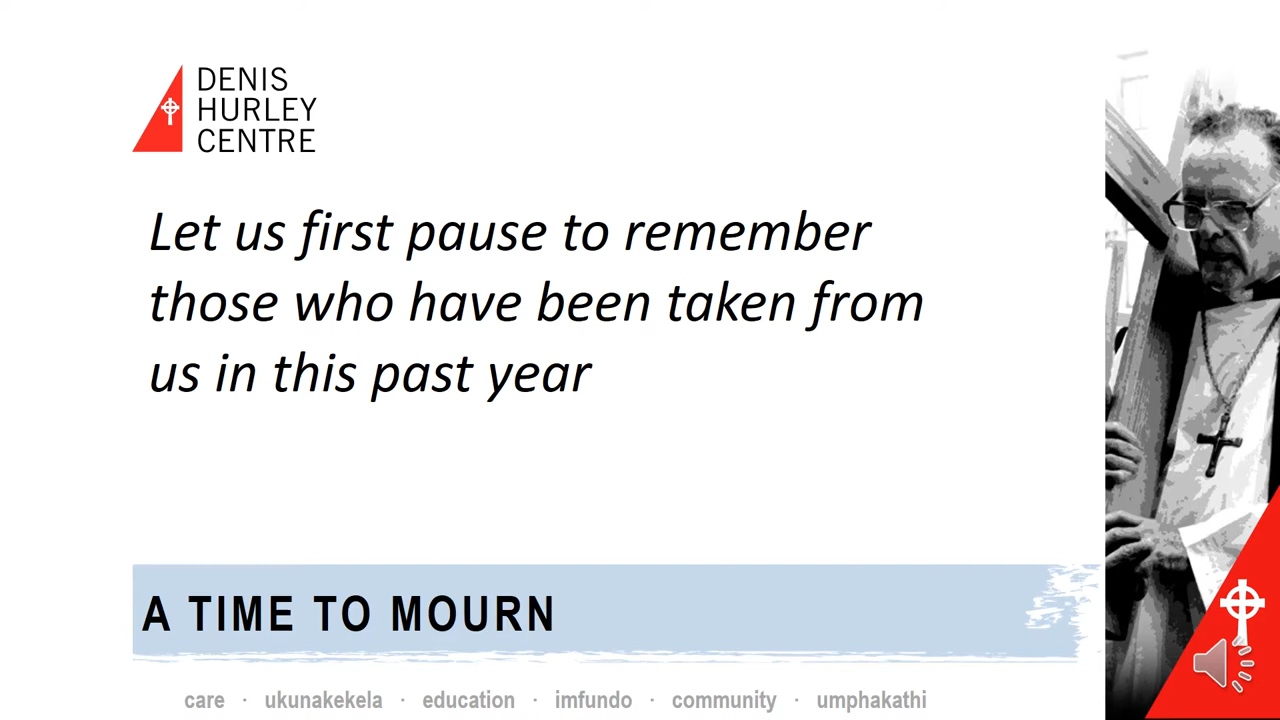 DENIS
HURLEY
CENTRE
Let us first pause to remember
those who have been taken from
us in this past year
A TIME TO MOURN
care · ukunakekela · education · imfundo · community · umphakathi